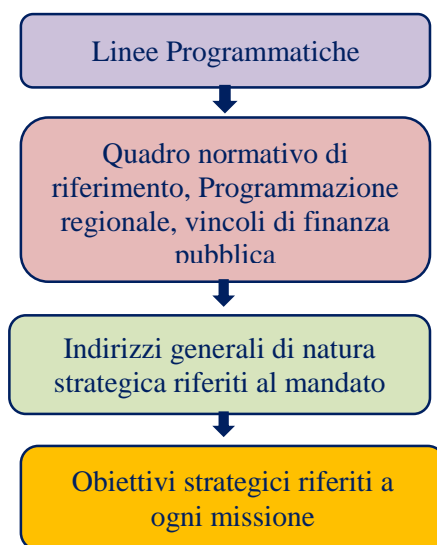 Linee Programmatiche
Quadro normativo di
riferimento, Programmazione
regionale, vincoli di finanza
pubblica
Indirizzi generali di natura
strategica riferiti al mandato
Obiettivi strategici riferiti a
ogni missione